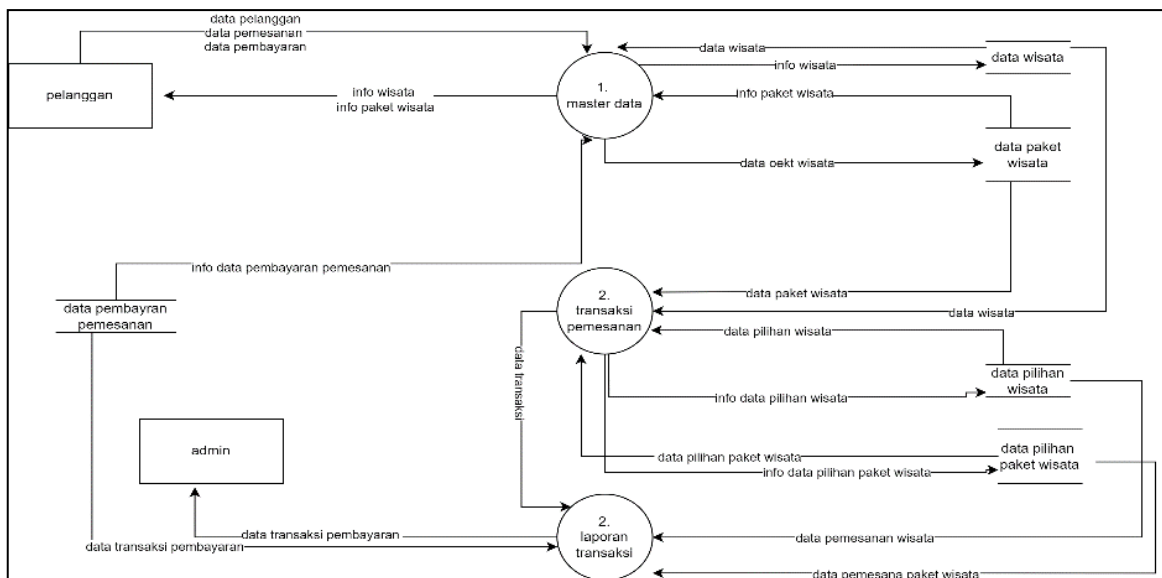 data pelanggan
data pemesanan
data pembayaran
pelanggan
info wisata
info paket wisata
1.
master data
data wisata
info wisata
data wisata
info paket wisata
data paket
wisata
data oekt wisata
info data pembayaran pemesanan
data pembayran
pemesanan
2.
transaksi
pemesanan
data paket wisata
data wisata
data pilihan wisata
data transaksi
data pilihan
wisata
info data pilihan wisata
admin
data pilihan paket wisata
info data pilihan paket wisata
data pilihan
paket wisata
2.
laporan
transaksi
data transaksi pembayaran
data transaksi pembayaran
data pemesanan wisata
data pemesana paket wisata